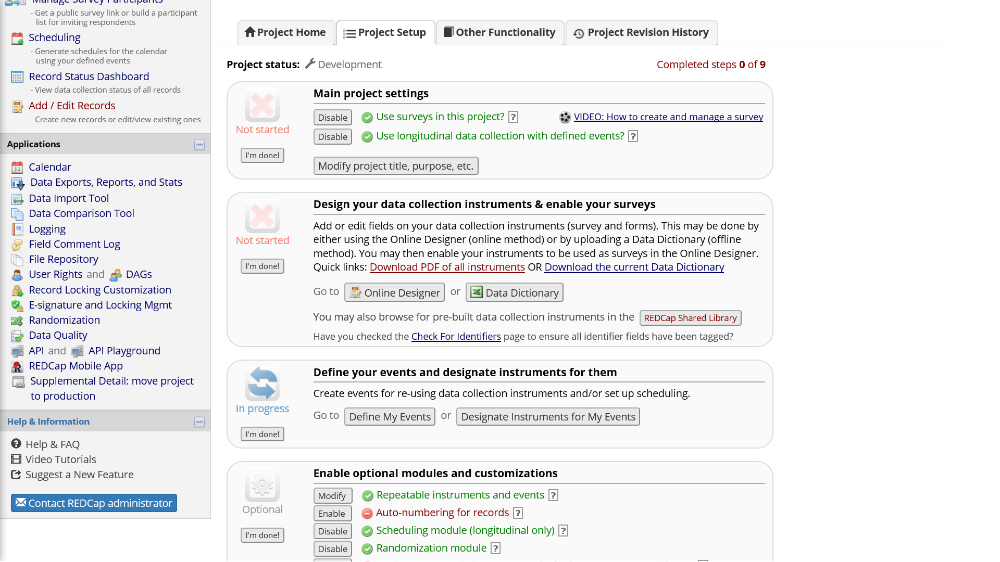 Manage Survey Participants
- Get a public survey link or build a participant
list for inviting respondents
Scheduling
- Generate schedules for the calendar
using your defined events
Record Status Dashboard
- View data collection status of all records
Add / Edit Records
- Create new records or edit/view existing ones
Applications
Calendar
Data Exports, Reports, and Stats
Data Import Tool
Data Comparison Tool
Logging
Field Comment Log
File Repository
User Rights and DAGs
Record Locking Customization
E-signature and Locking Mgmt
Randomization
Data Quality
API and API Playground
REDCap Mobile App
Supplemental Detail: move project
to production
Help & Information
Help & FAQ
Video Tutorials
Suggest a New Feature
Contact REDCap administrator
Project Home
Project Setup
Other Functionality
Project Revision History
Project status: Development
Completed steps 0 of 9
Not started
I'm done!
Main project settings
Disable Use surveys in this project? ?
VIDEO: How to create and manage a survey
Disable Use longitudinal data collection with defined events? ?
Modify project title, purpose, etc.
Not started
I'm done!
Design your data collection instruments & enable your surveys
Add or edit fields on your data collection instruments (survey and forms). This may be done by
either using the Online Designer (online method) or by uploading a Data Dictionary (offline
method). You may then enable your instruments to be used as surveys in the Online Designer.
Quick links: Download PDF of all instruments OR Download the current Data Dictionary
Go to Online Designer or Data Dictionary
You may also browse for pre-built data collection instruments in the REDCap Shared Library
Have you checked the Check For Identifiers page to ensure all identifier fields have been tagged?
In progress
I'm done!
Define your events and designate instruments for them
Create events for re-using data collection instruments and/or set up scheduling.
Go to Define My Events or Designate Instruments for My Events
Optional
I'm done!
Enable optional modules and customizations
Modify Repeatable instruments and events ?
Enable Auto-numbering for records ?
Disable Scheduling module (longitudinal only) ?
Disable Randomization module ?